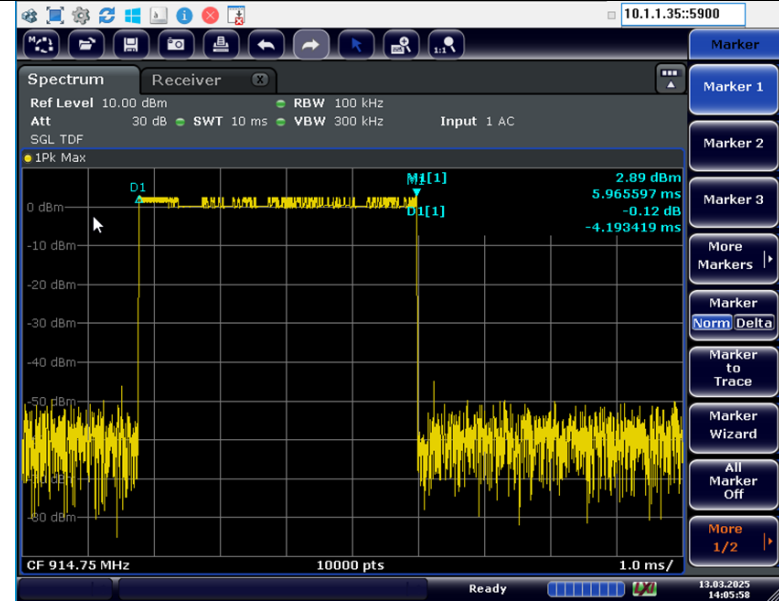 10.1.1.35::5900
1:1
Marker
Spectrum
Receiver
Ref Level 10.00 dBm
RBW 100 kHz
Att 30 dB SWT 10 ms VBW 300 kHz Input 1 AC
SGL TDF
1Pk Max
D1
M1[1] 2.89 dBm
5.965597 ms
D1[1] -0.12 dB
-4.193419 ms
0 dBm
-10 dBm
-20 dBm
-30 dBm
-40 dBm
-50 dBm
-80 dBm
CF 914.75 MHz 10000 pts 1.0 ms/
Marker 1
Marker 2
Marker 3
More
Markers
Marker
Norm Delta
Marker
to
Trace
Marker
Wizard
All
Marker
Off
More
1/2
Ready
13.03.2025
14:05:58